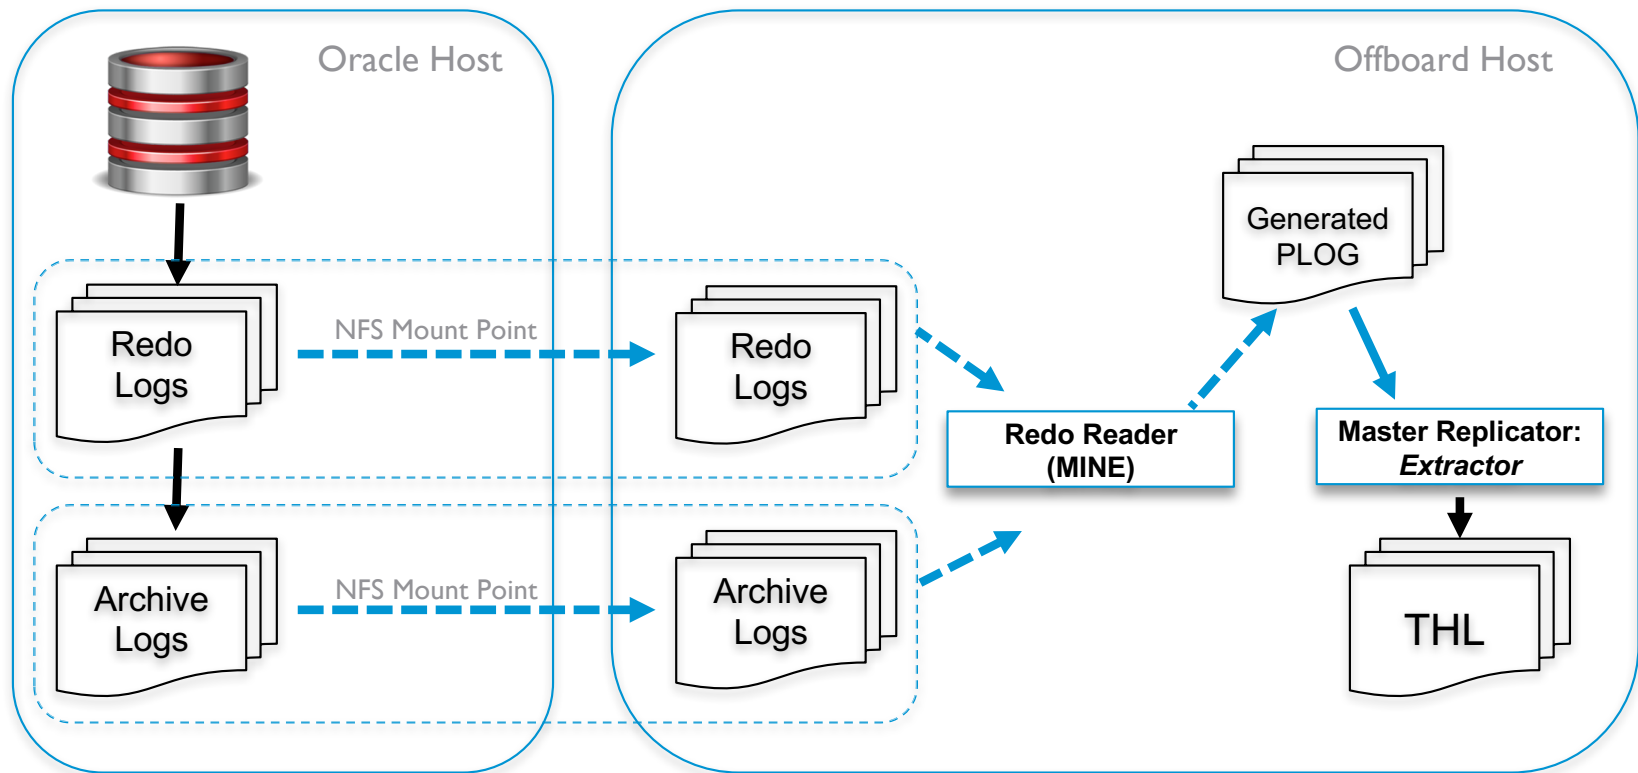 Oracle Host
Offboard Host
Generated
PLOG
Redo
Logs
NFS Mount Point
Redo
Logs
Redo Reader
(MINE)
Master Replicator:
Extractor
Archive
Logs
NFS Mount Point
Archive
Logs
THL